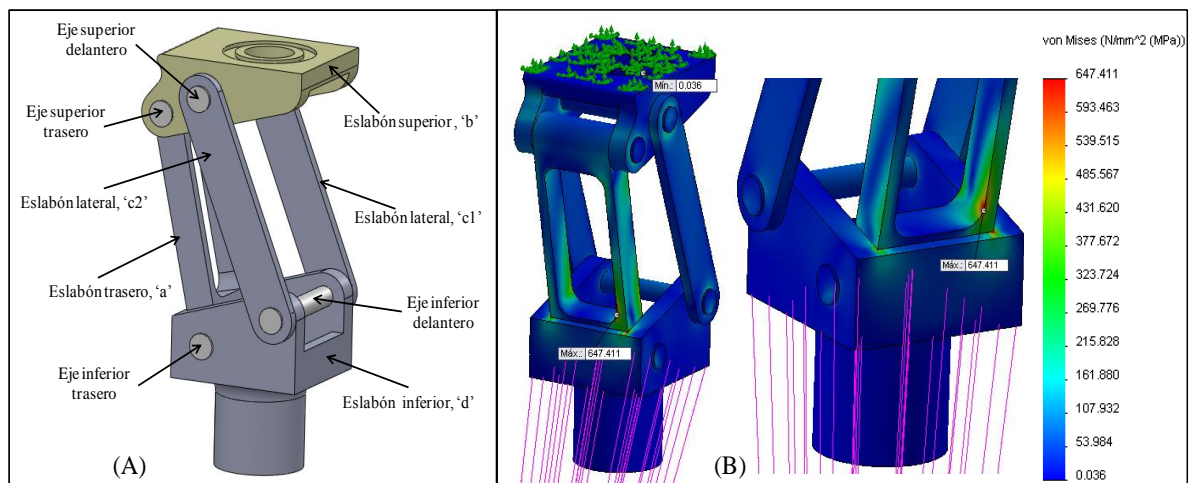 Eje superior
delantero
Eje superior
trasero
Eslabón superior, ‘b’
Eslabón lateral, ‘c2’
Eslabón lateral, ‘c1’
Eslabón trasero, ‘a’
Eje inferior
delantero
Eje inferior
trasero
Eslabón inferior, ‘d’
(A)
Mín.: 0.036
Máx.: 647.411
Máx.: 647.411
(B)
von Mises (N/mm^2 (MPa))
647.411
593.463
539.515
485.567
431.620
377.672
323.724
269.776
215.828
161.880
107.932
53.984
0.036